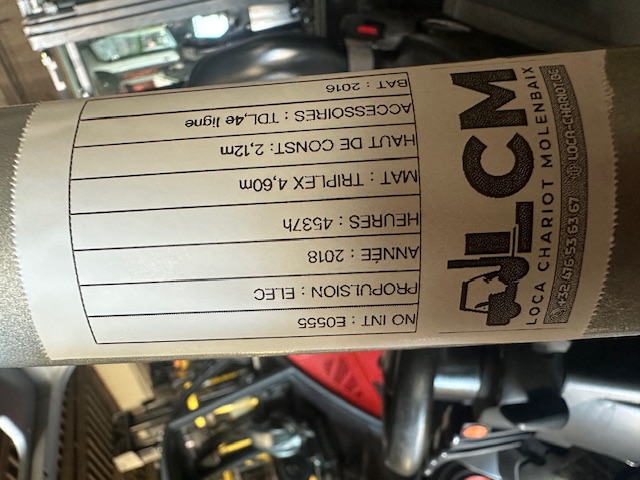 LCM
LOCA CHARIOT MOLENBAIX
+32 476 53 63 67 LOCA-CHARIOT.BE
NO INT : E0555
PROPULSION : ELEC
ANNÉE : 2018
HEURES : 4537h
MAT : TRIPLEX 4,60m
HAUT DE CONST: 2,12m
ACCESSOIRES : TDL,4e ligne
BAT : 2016